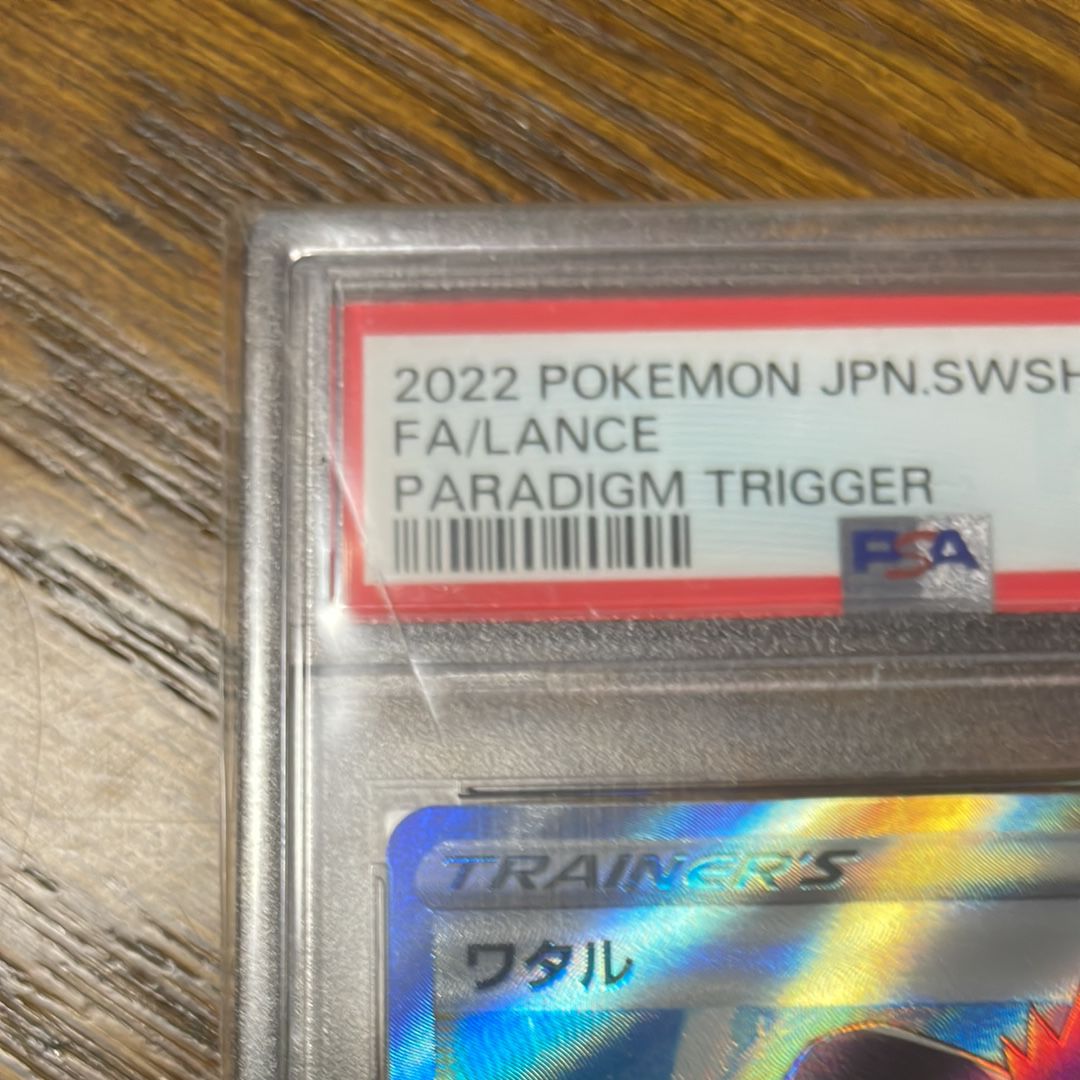 2022 POKEMON JPN.SWSH
FA/LANCE
PARADIGM TRIGGER
PSA
TRAINER'S
ワタル